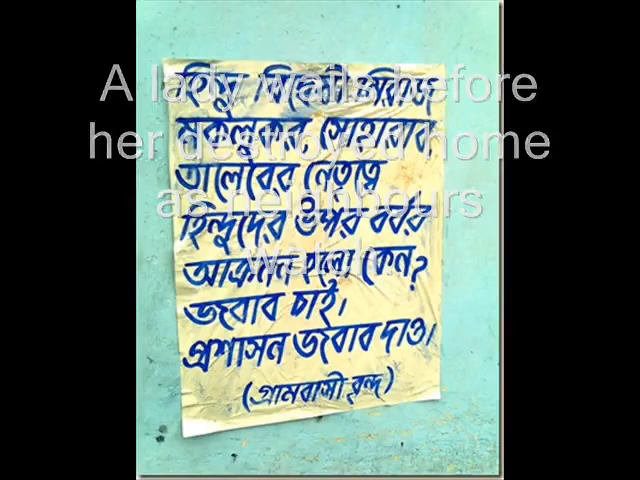 A lady wails before
her destroyed home
as neighbours
watch
হিন্দু
সোহারাব
তালেবের নেতৃত্বে
হিন্দুদের উপর বর্বর
আক্রমন হলো কেন?
জবাব চাই।
প্রশাসন জবাব দাও।
(গ্রামবাসী বৃন্দ)